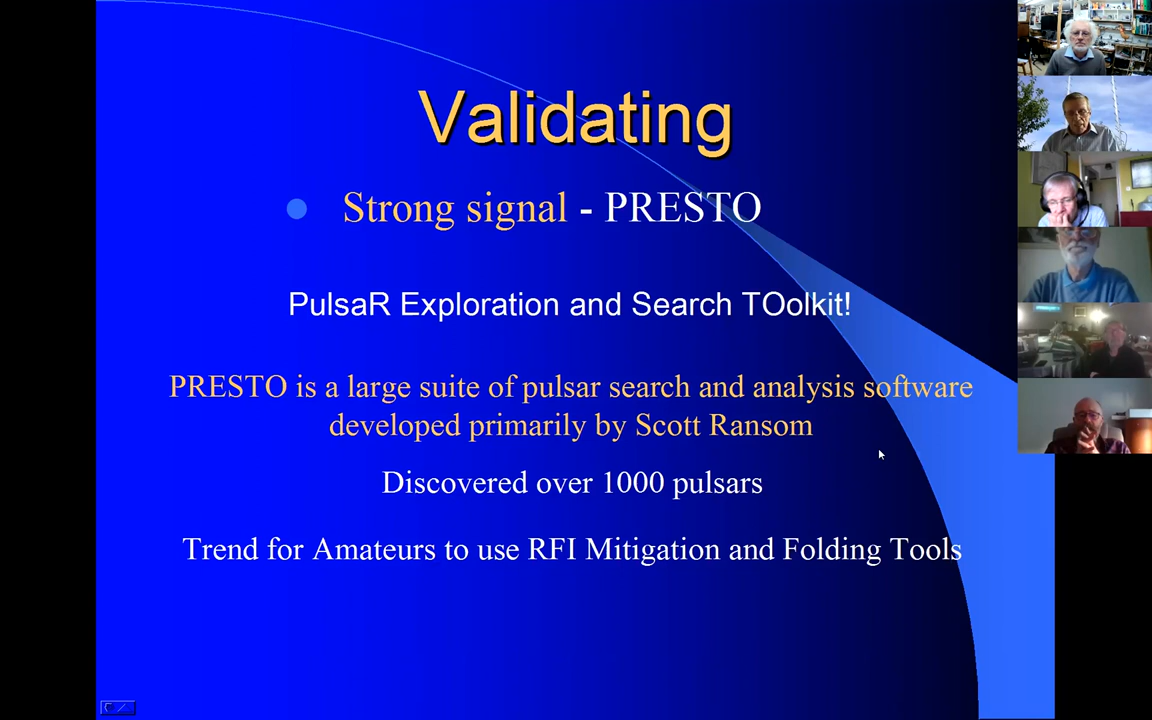 Validating
Strong signal - PRESTO
PulsaR Exploration and Search TOolkit!
PRESTO is a large suite of pulsar search and analysis software
developed primarily by Scott Ransom
Discovered over 1000 pulsars
Trend for Amateurs to use RFI Mitigation and Folding Tools